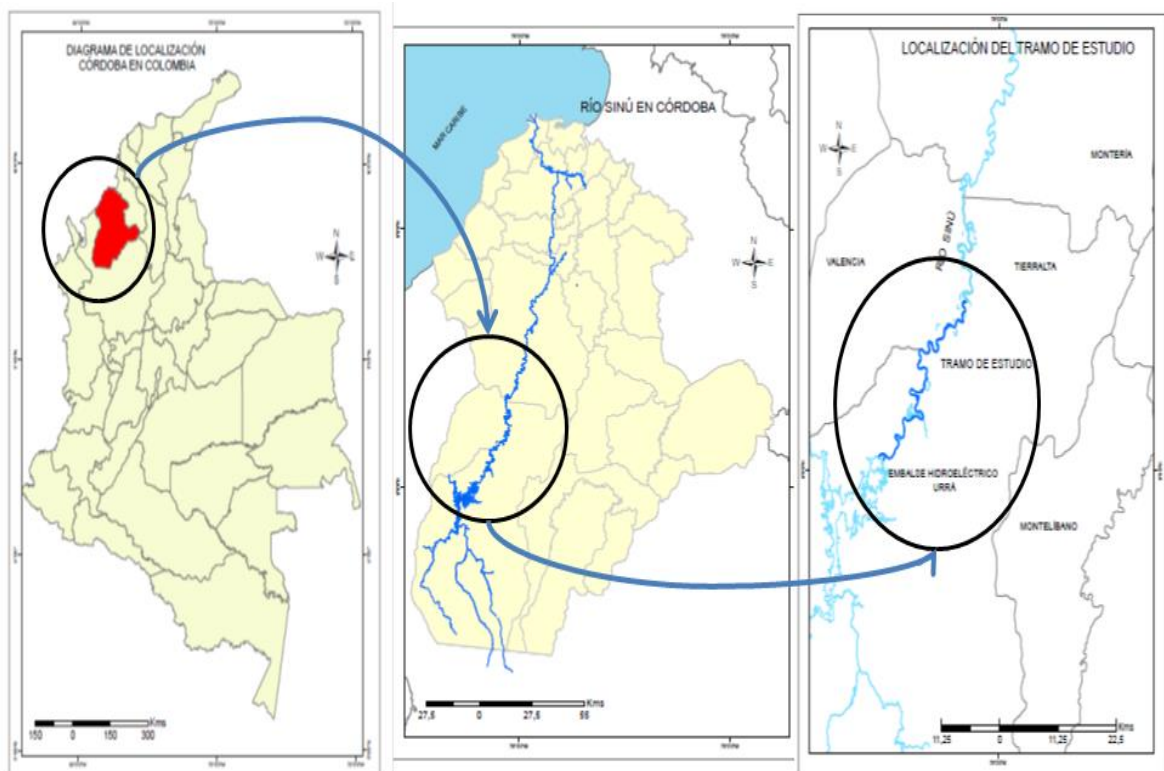 DIAGRAMA DE LOCALIZACIÓN
CÓRDOBA EN COLOMBIA
N
W E
S
150 0 150 300 Kms
RÍO SINÚ EN CÓRDOBA
MAR CARIBE
N
W E
S
27,5 0 27,5 55 Kms
LOCALIZACIÓN DEL TRAMO DE ESTUDIO
N
W E
S
MONTERÍA
RÍO SINÚ
VALENCIA
TIERRALTA
TRAMO DE ESTUDIO
EMBALDE HIDROELÉCTRICO
URRÁ
MONTELÍBANO
11,25 0 11,25 22,5 Kms